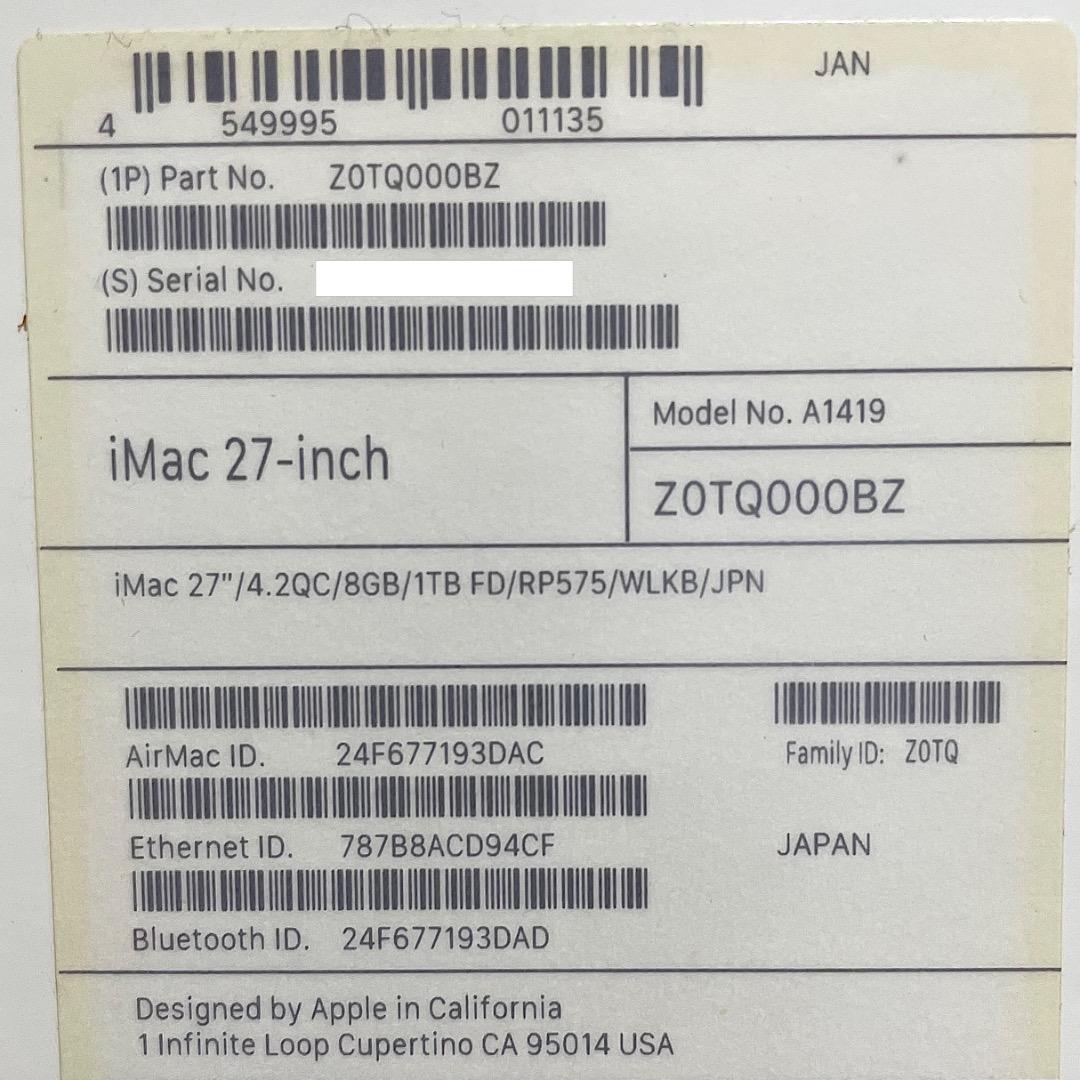 JAN
4 549995 011135
(1P) Part No. Z0TQ000BZ
(S) Serial No.
iMac 27-inch
Model No. A1419
Z0TQ000BZ
iMac 27"/4.2QC/8GB/1TB FD/RP575/WLKB/JPN
AirMac ID. 24F677193DAC
Family ID: Z0TQ
Ethernet ID. 787B8ACD94CF
JAPAN
Bluetooth ID. 24F677193DAD
Designed by Apple in California
1 Infinite Loop Cupertino CA 95014 USA